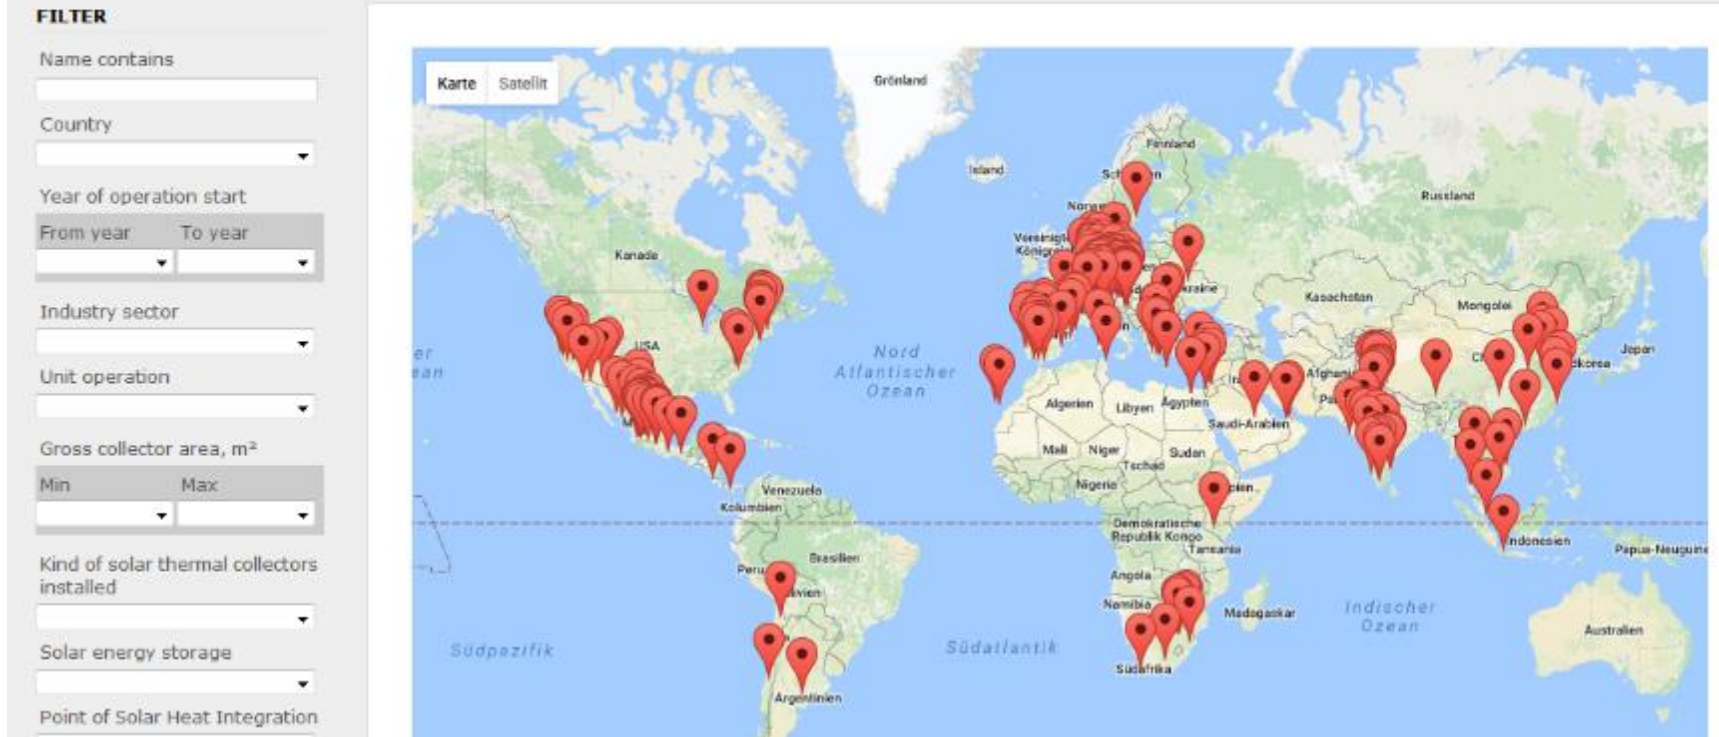 FILTER
Name contains
Country
Year of operation start
From year To year
Industry sector
Unit operation
Gross collector area, m²
Min Max
Kind of solar thermal collectors
installed
Solar energy storage
Point of Solar Heat Integration
Karte Satellit
Grönland
Finnland
Island
Russland
Kanada
Kasachstan
Mongolei
USA
Nord
Atlantischer
Ozean
Japan
Algerien
Libyen
Ägypten
Saudi-Arabien
Mali
Niger
Sudan
Tschad
Nigeria
Venezuela
Kolumbien
Demokratische
Republik Kongo
Tansania
Indonesien
Papua-Neuguine
Brasilien
Peru
Angola
Namibia
Madagaskar
Indischer
Ozean
Australien
Südpazifik
Südatlantik
Südafrika
Argentinien